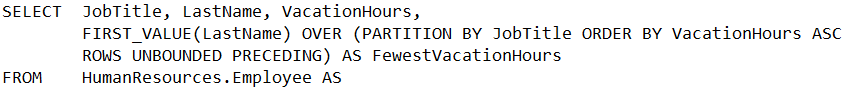 SELECT  JobTitle, LastName, VacationHours,
        FIRST_VALUE(LastName) OVER (PARTITION BY JobTitle ORDER BY VacationHours ASC
        ROWS UNBOUNDED PRECEDING) AS FewestVacationHours
FROM    HumanResources.Employee AS